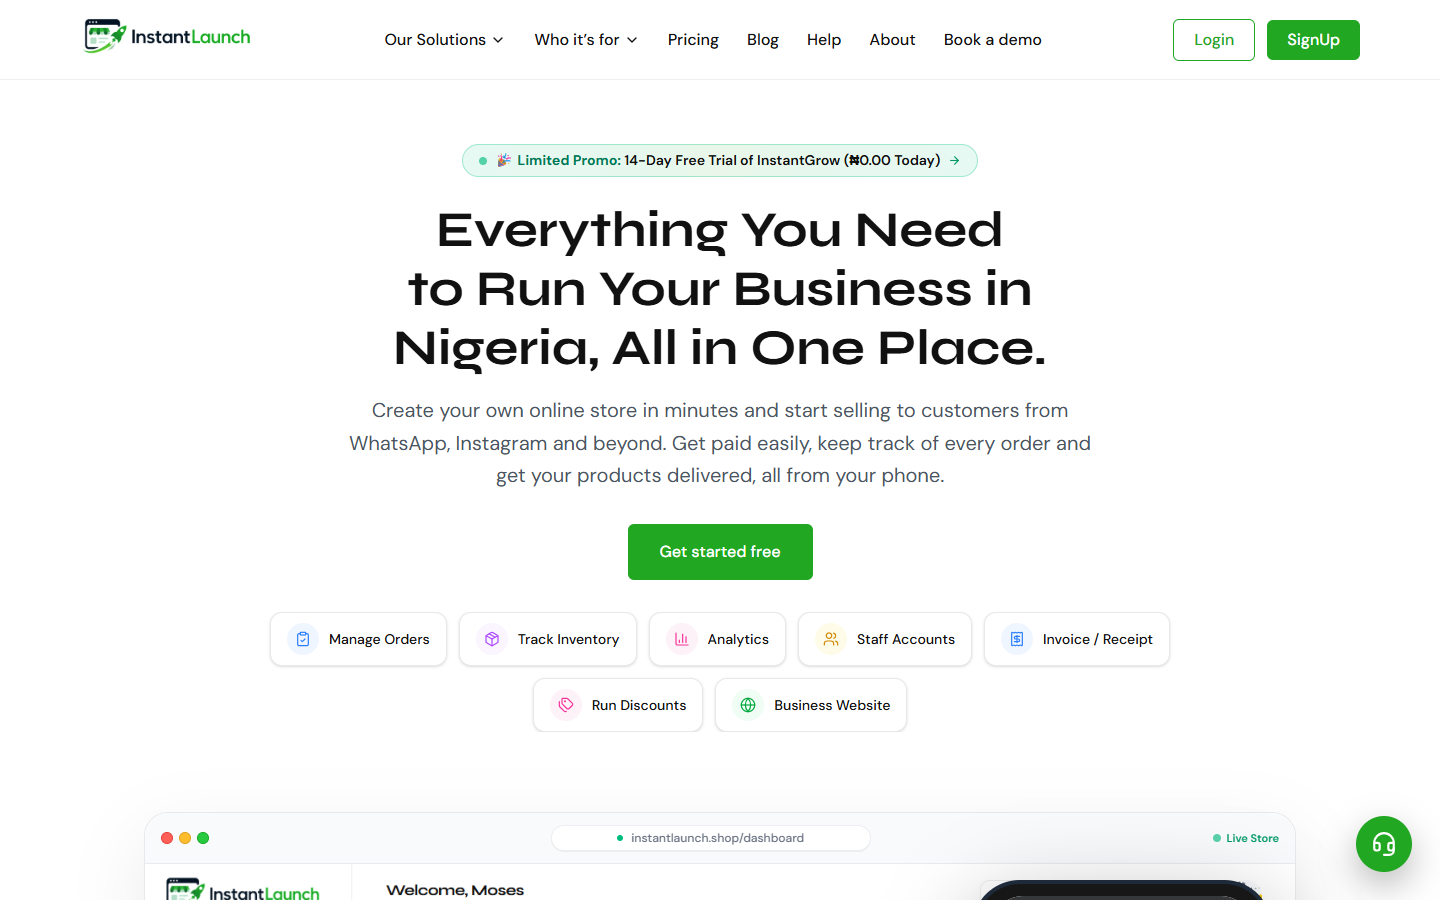 InstantLaunch
Our Solutions
Who it's for
Pricing
Blog
Help
About
Book a demo
Login
SignUp
Limited Promo: 14-Day Free Trial of InstantGrow (₦0.00 Today) →
Everything You Need
to Run Your Business in
Nigeria, All in One Place.
Create your own online store in minutes and start selling to customers from
WhatsApp, Instagram and beyond. Get paid easily, keep track of every order and
get your products delivered, all from your phone.
Get started free
Manage Orders
Track Inventory
Analytics
Staff Accounts
Invoice / Receipt
Run Discounts
Business Website
instantlaunch.shop/dashboard
Live Store
InstantLaunch
Welcome, Moses